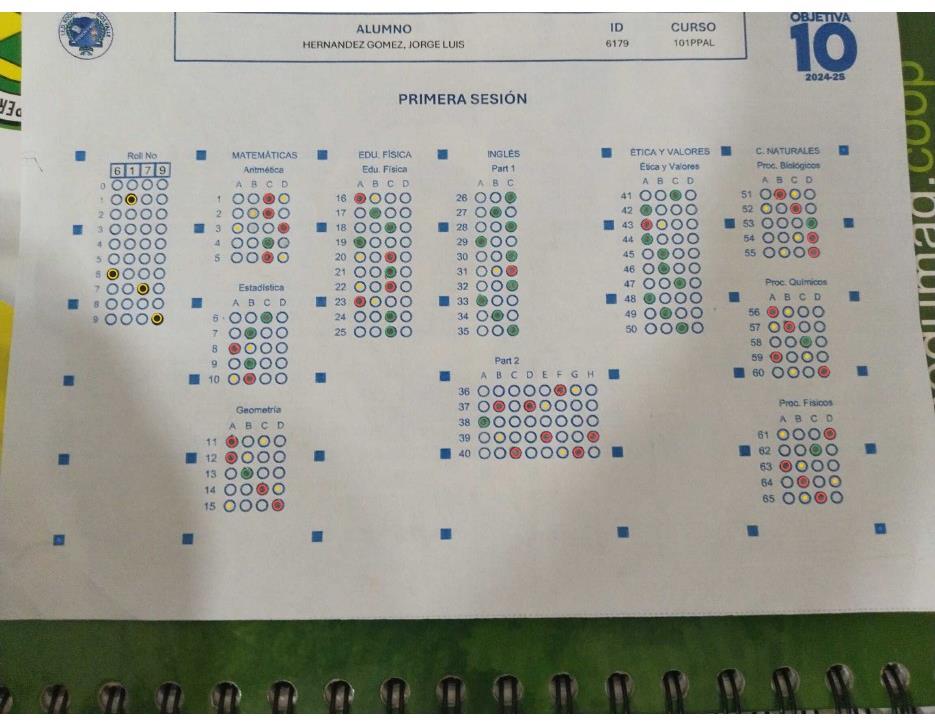 ALUMNO
HERNANDEZ GOMEZ, JORGE LUIS
ID
6179
CURSO
101PPAL
OBJETIVA
10
2024-2S
PRIMERA SESIÓN
Roll No
6 1 7 9
0
1
2
3
4
5
6
7
8
9
MATEMÁTICAS
Aritmética
A B C D
1
2
3
4
5
Estadística
A B C D
6
7
8
9
10
Geometría
A B C D
11
12
13
14
15
EDU. FÍSICA
Edu. Física
A B C D
16
17
18
19
20
21
22
23
24
25
INGLÉS
Part 1
A B C
26
27
28
29
30
31
32
33
34
35
Part 2
A B C D E F G H
36
37
38
39
40
ÉTICA Y VALORES
Ética y Valores
A B C D
41
42
43
44
45
46
47
48
49
50
C. NATURALES
Proc. Biológicos
A B C D
51
52
53
54
55
Proc. Químicos
A B C D
56
57
58
59
60
Proc. Físicos
A B C D
61
62
63
64
65